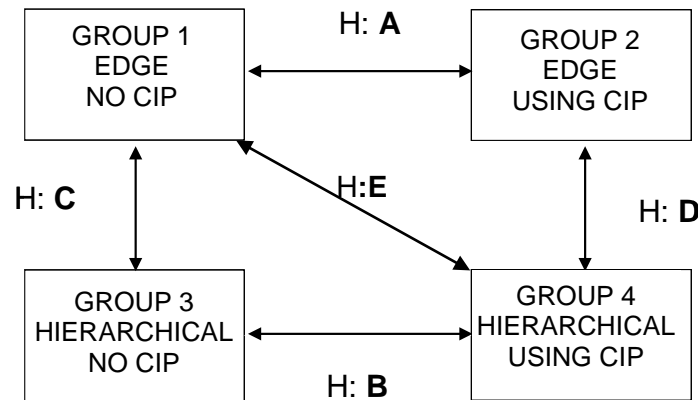 GROUP 1
EDGE
NO CIP
H: A
GROUP 2
EDGE
USING CIP
H: C
H:E
H: D
GROUP 3
HIERARCHICAL
NO CIP
H: B
GROUP 4
HIERARCHICAL
USING CIP